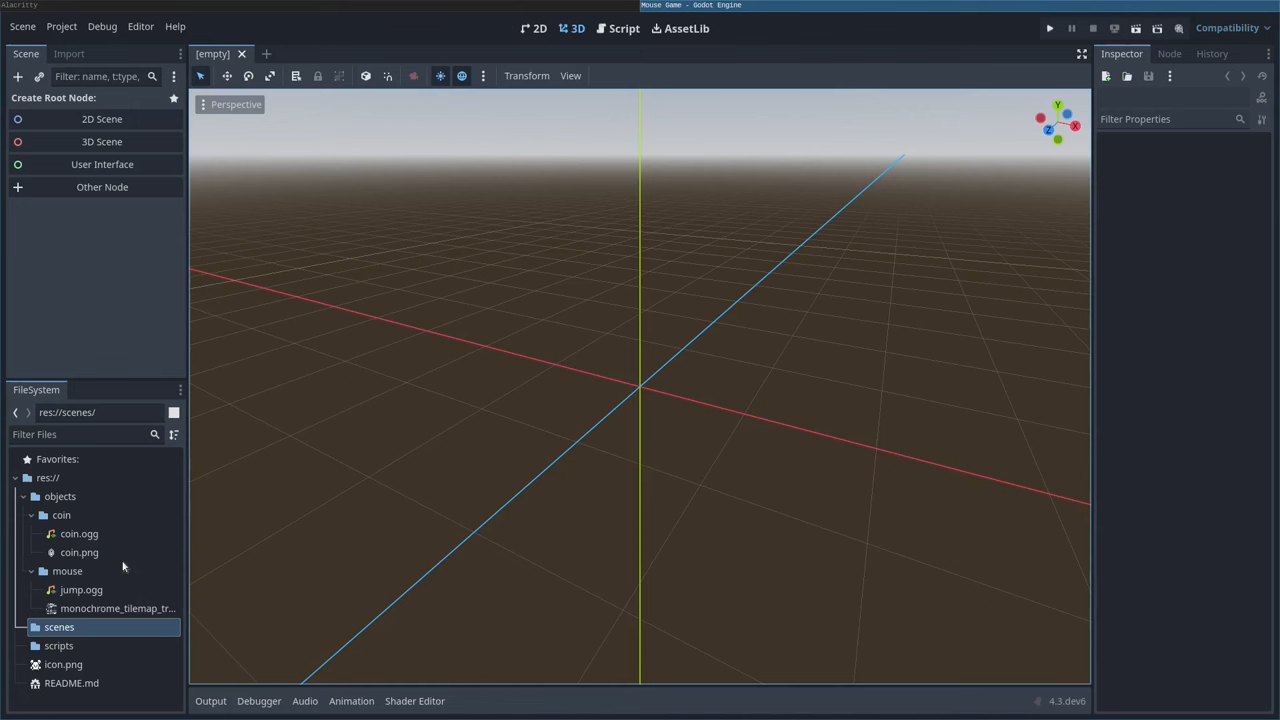 Alacritty
Mouse Game - Godot Engine
Scene Project Debug Editor Help
2D 3D Script AssetLib
Compatibility
Scene Import
Filter: name, t:type,
Create Root Node:
2D Scene
3D Scene
User Interface
Other Node
[empty]
Transform View
Perspective
Y
X
Z
Inspector Node History
Filter Properties
FileSystem
res://scenes/
Filter Files
Favorites:
res://
objects
coin
coin.ogg
coin.png
mouse
jump.ogg
monochrome_tilemap_tr...
scenes
scripts
icon.png
README.md
Output Debugger Audio Animation Shader Editor
4.3.dev6